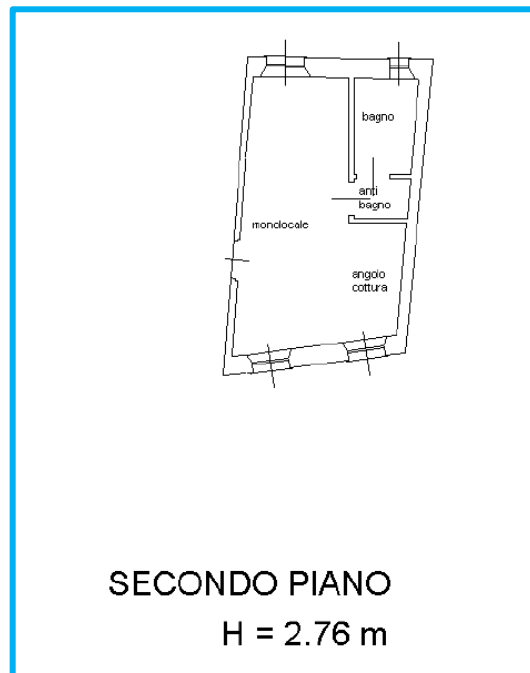 bagno
anti
bagno
monolocale
angolo
cottura
SECONDO PIANO
H = 2.76 m